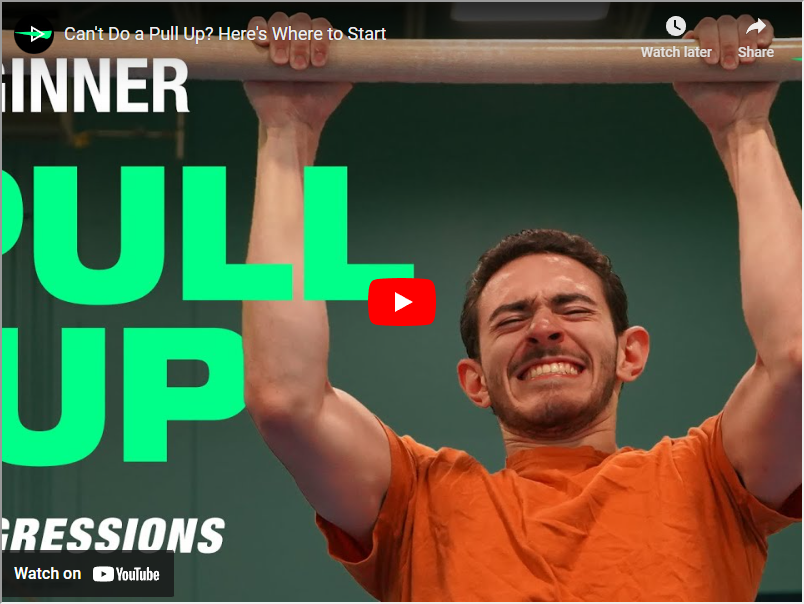 Can't Do a Pull Up? Here's Where to Start
Watch later
Share
GINNER
PULL
UP
GRESSIONS
Watch on YouTube